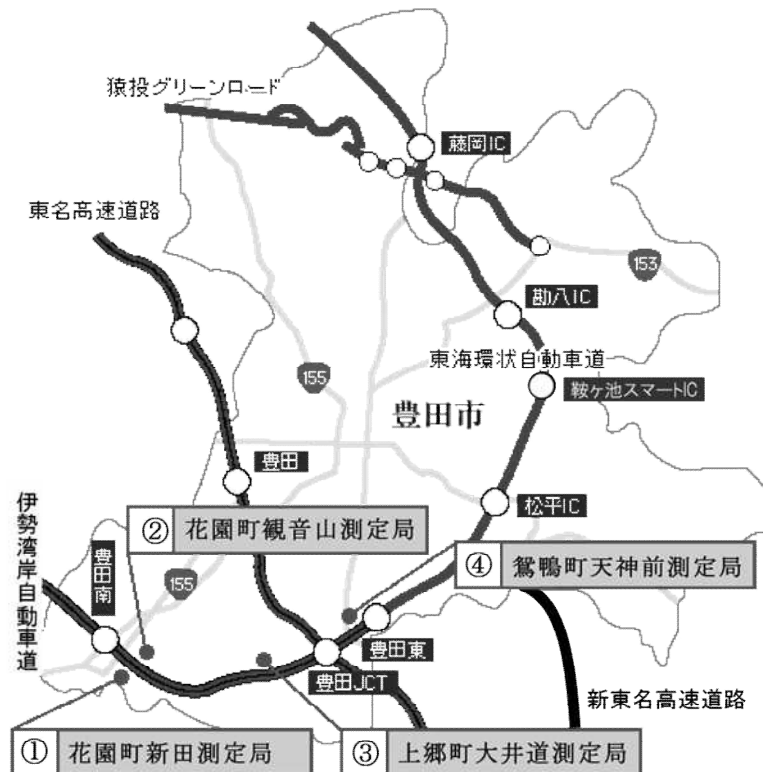 猿投グリーンロード
藤岡IC
東名高速道路
153
勘八IC
東海環状自動車道
155
鞍ヶ池スマートIC
豊田市
豊田
松平IC
伊勢湾岸自動車道
② 花園町観音山測定局
豊田南
155
④ 鴛鴨町天神前測定局
豊田東
豊田JCT
新東名高速道路
① 花園町新田測定局
③ 上郷町大井道測定局